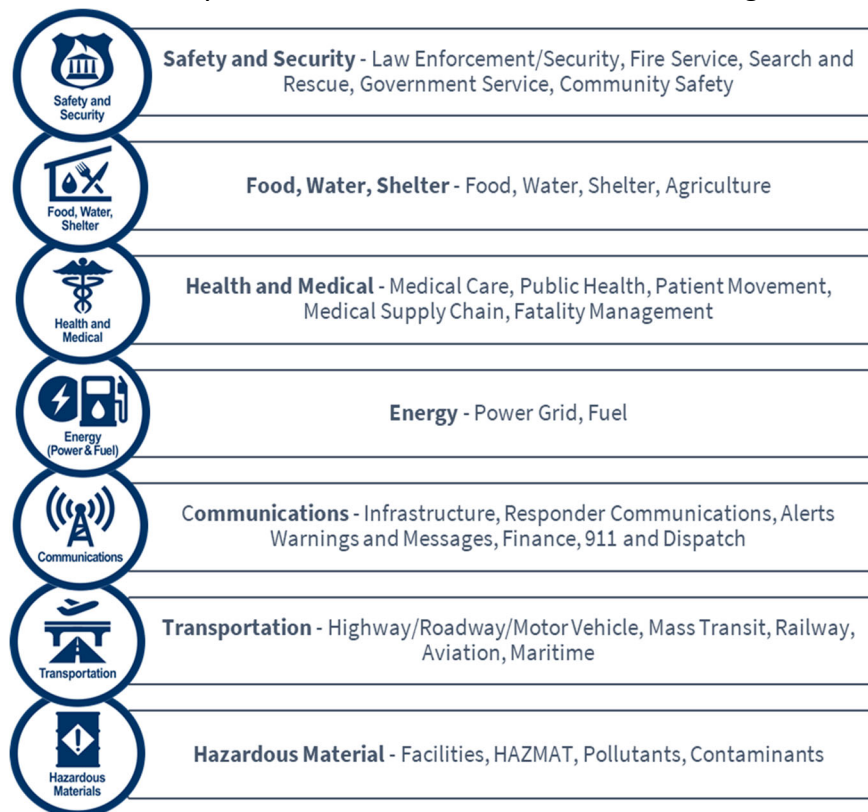 Safety and
Security
Safety and Security - Law Enforcement/Security, Fire Service, Search and
Rescue, Government Service, Community Safety
Food, Water,
Shelter
Food, Water, Shelter - Food, Water, Shelter, Agriculture
Health and
Medical
Health and Medical - Medical Care, Public Health, Patient Movement,
Medical Supply Chain, Fatality Management
Energy
(Power & Fuel)
Energy - Power Grid, Fuel
Communications
Communications - Infrastructure, Responder Communications, Alerts
Warnings and Messages, Finance, 911 and Dispatch
Transportation
Transportation - Highway/Roadway/Motor Vehicle, Mass Transit, Railway,
Aviation, Maritime
Hazardous
Materials
Hazardous Material - Facilities, HAZMAT, Pollutants, Contaminants